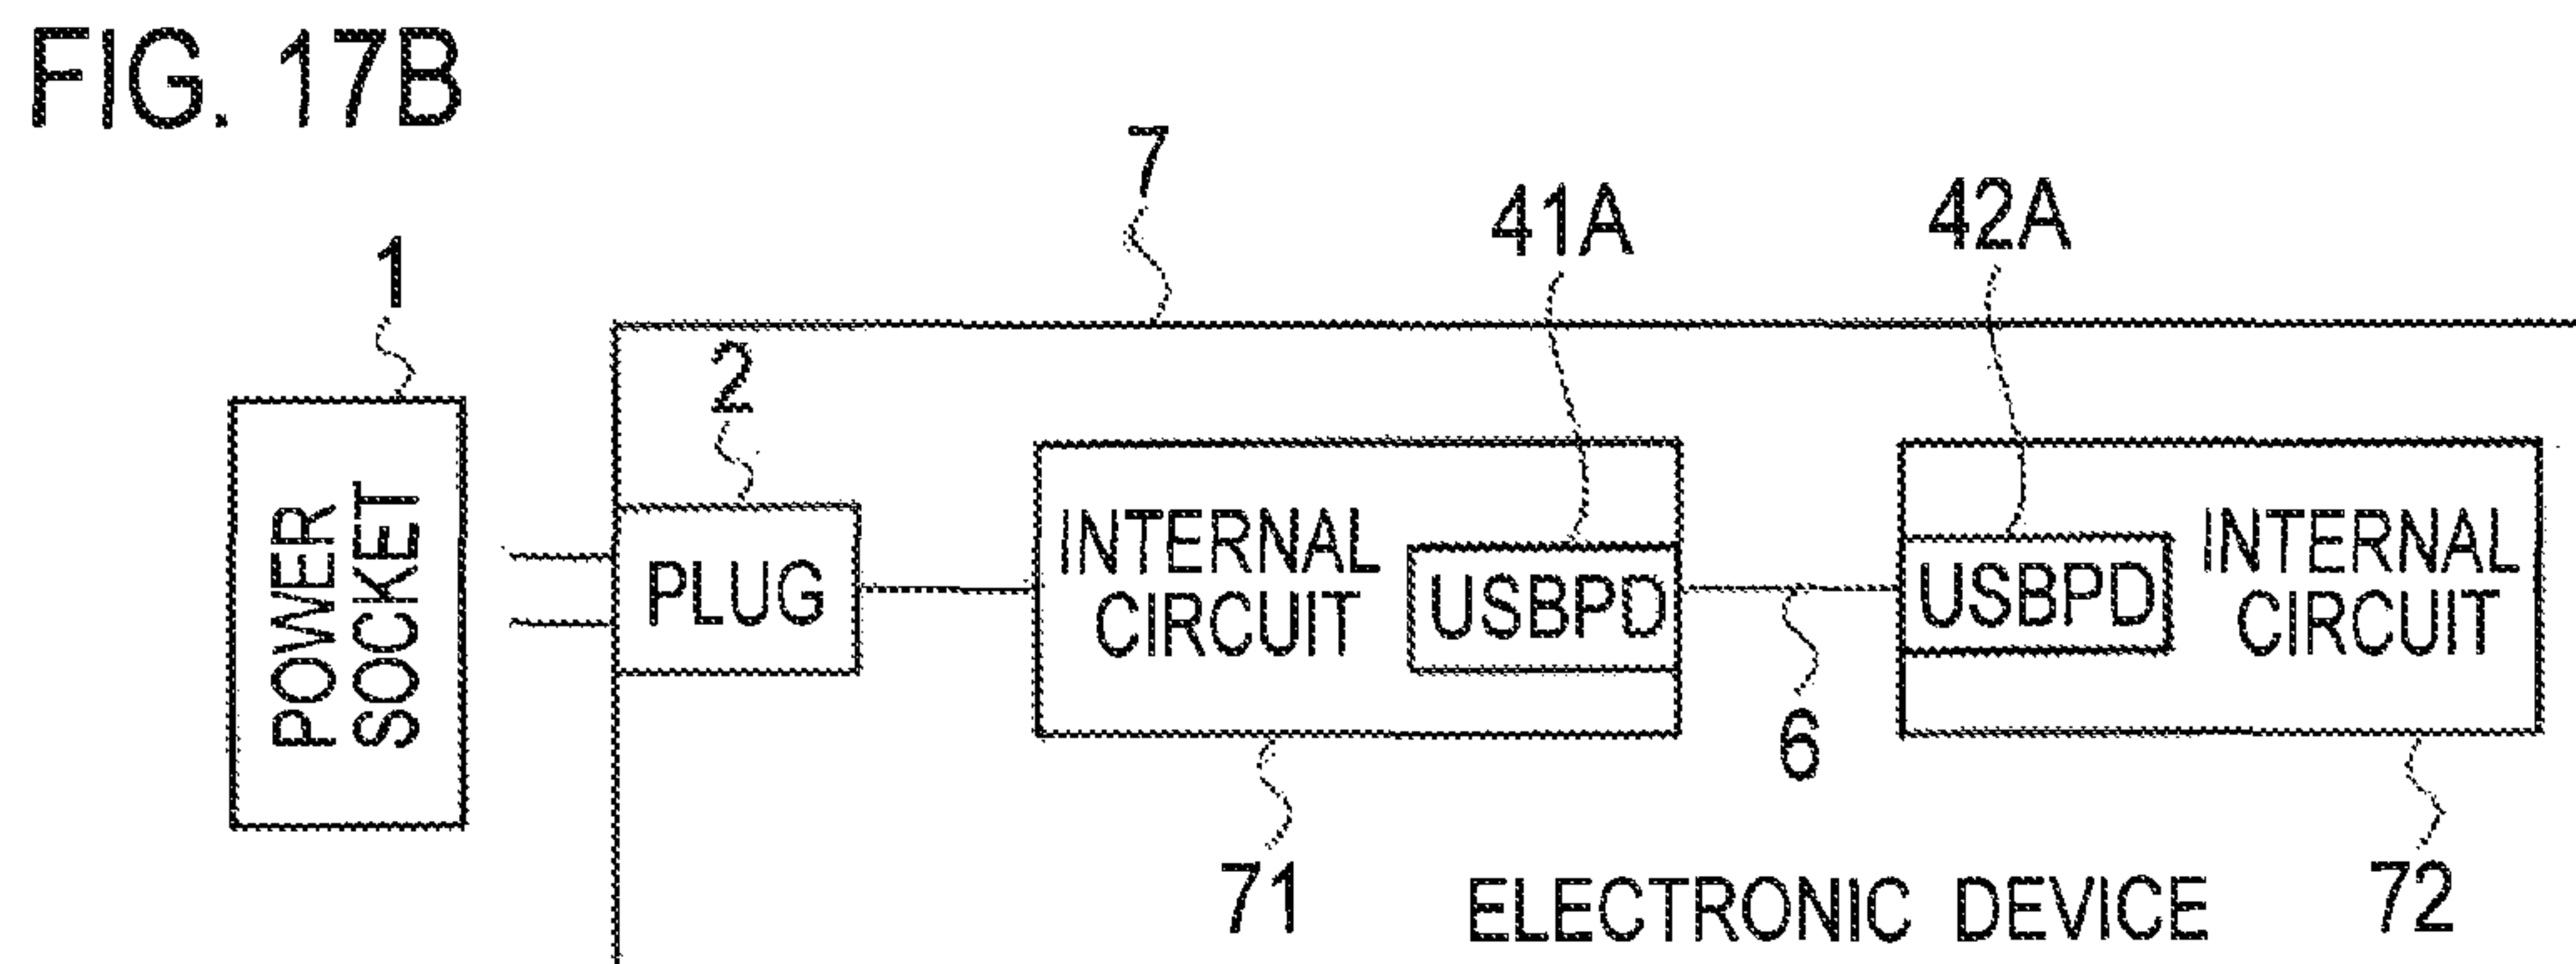 FIG. 17B
7
41A
42A
1
2
POWER
SOCKET
PLUG
INTERNAL
CIRCUIT
USBPD
USBPD
INTERNAL
CIRCUIT
6
71
ELECTRONIC DEVICE
72